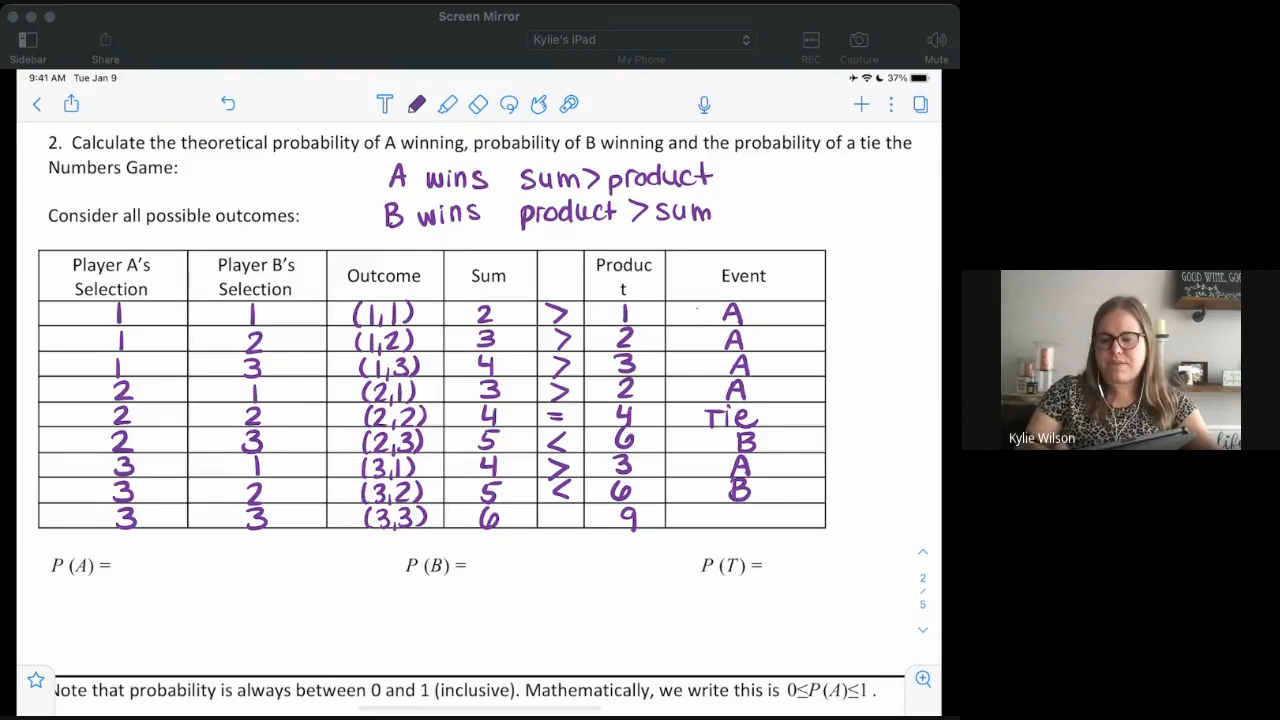 Screen Mirror
Kylie's iPad
Sidebar
Share
My Phone
REC
Capture
Mute
9:41 AM Tue Jan 9
37%
2. Calculate the theoretical probability of A winning, probability of B winning and the probability of a tie the
Numbers Game:
A wins sum > product
Consider all possible outcomes:
B wins product > sum
Player A's Selection Player B's Selection Outcome Sum Produc t Event
1 1 (1,1) 2 > 1 A
1 2 (1,2) 3 > 2 A
1 3 (1,3) 4 > 3 A
2 1 (2,1) 3 > 2 A
2 2 (2,2) 4 = 4 Tie
2 3 (2,3) 5 < 6 B
3 1 (3,1) 4 > 3 A
3 2 (3,2) 5 < 6 B
3 3 (3,3) 6 9
P (A) = P (B) = P (T) =
2
/
5
Note that probability is always between 0 and 1 (inclusive). Mathematically, we write this is 0≤P(A)≤1 .
GOOD WINE, GOO
Kylie Wilson